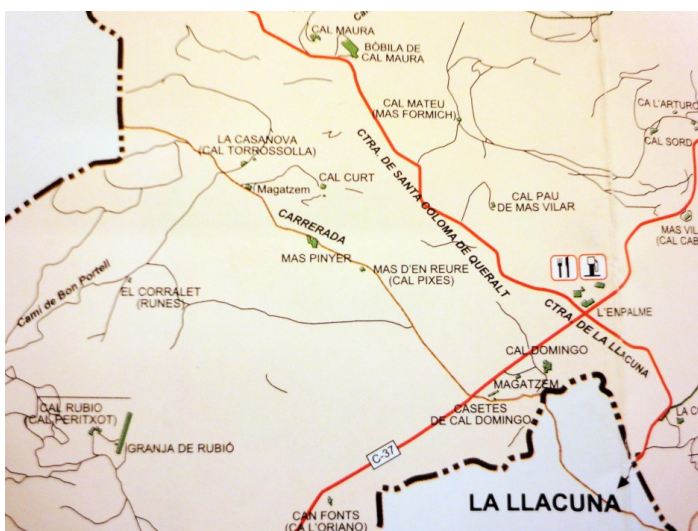 CAL MAURA
BÒBILA DE
CAL MAURA
CAL MATEU
(MAS FORMICH)
CA L'ARTURO
CAL SORD
LA CASANOVA
(CAL TORROSSOLLA)
Magatzem
CAL CURT
CTRA. DE SANTA COLOMA DE QUERALT
CAL PAU
DE MAS VILAR
MAS VIL
(CAL CAB
CARRERADA
MAS PINYER
MAS D'EN REURE
(CAL PIXES)
Camí de Bon Portell
EL CORRALET
(RUNES)
L'ENPALME
CTRA. DE LA LLACUNA
CAL DOMINGO
MAGATZEM
CASETES
DE CAL DOMINGO
CAL RUBIO
(CAL PERITXOT)
GRANJA DE RUBIÓ
LA C
C-37
CAN FONTS
(CA L'ORIANO)
LA LLACUNA